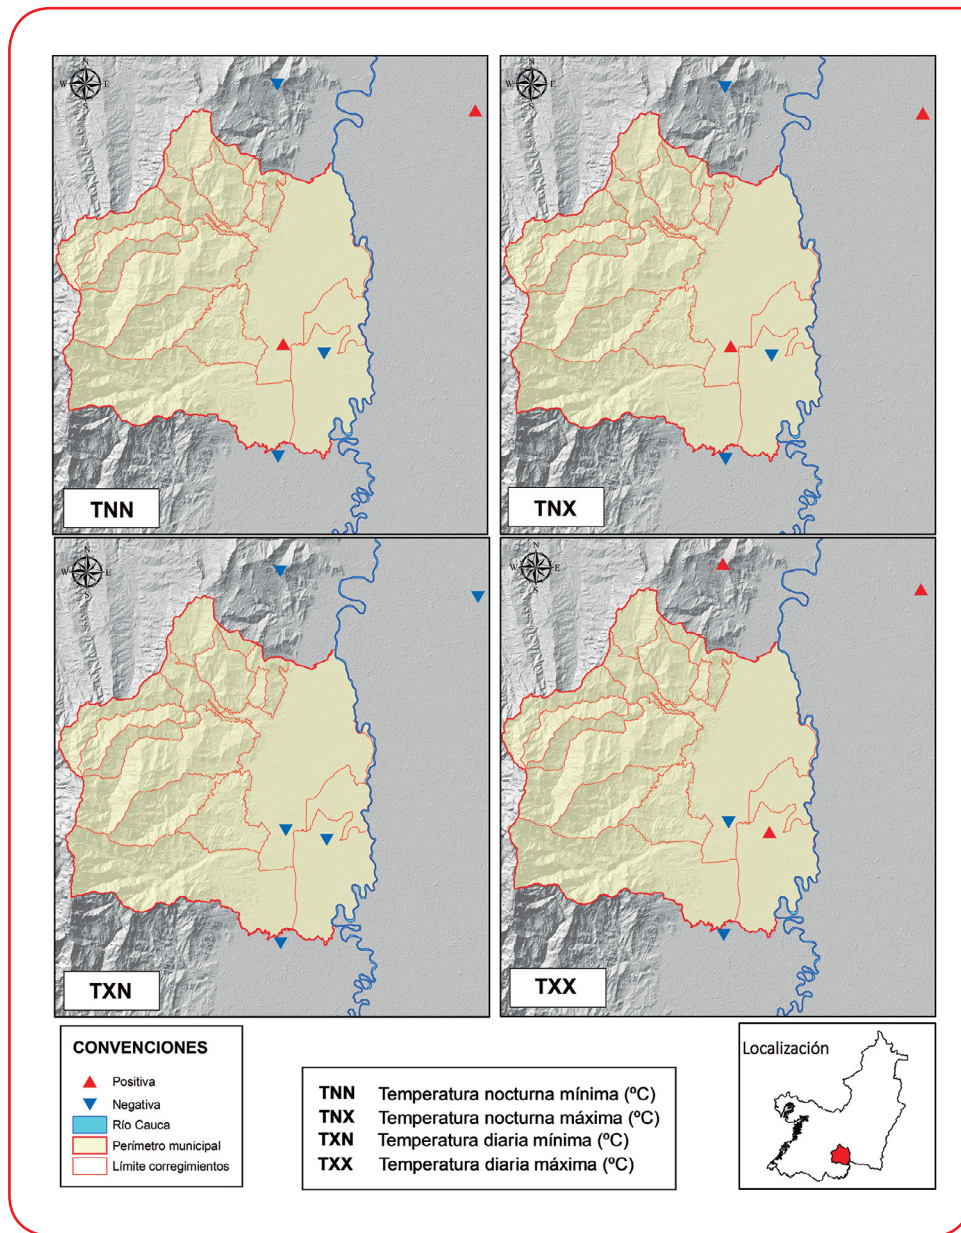 N
W E
S
TNN
N
W E
S
TNX
N
W E
S
TXN
N
W E
S
TXX
CONVENCIONES
Positiva
Negativa
Río Cauca
Perímetro municipal
Límite corregimientos
TNN Temperatura nocturna mínima (ºC)
TNX Temperatura nocturna máxima (ºC)
TXN Temperatura diaria mínima (ºC)
TXX Temperatura diaria máxima (ºC)
Localización